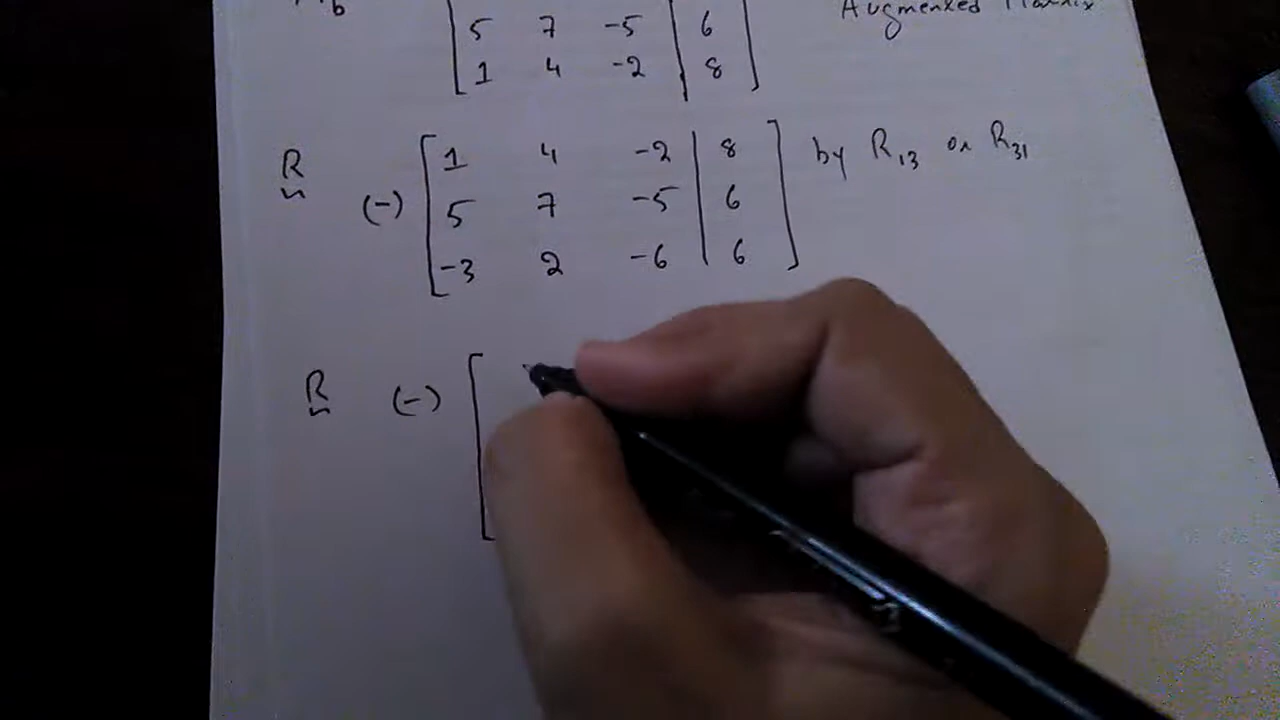 b
5 7 -5 6
Augmented Matrix
1 4 -2 8
R (-) 1 4 -2 8 by R13 or R31
5 7 -5 6
-3 2 -6 6
R (-)